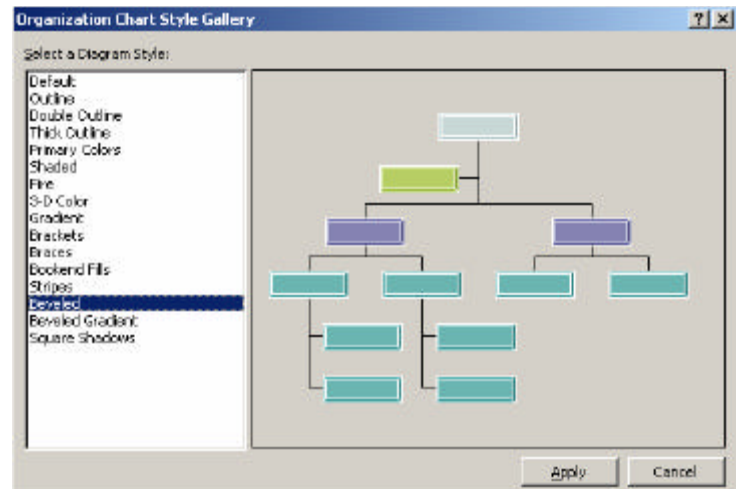 Organization Chart Style Gallery
Select a Diagram Style:
Default
Outline
Double Outline
Thick Outline
Primary Colors
Shaded
Fire
3-D Color
Gradient
Brackets
Braces
Bookend Fills
Stripes
Beveled
Beveled Gradient
Square Shadows
Apply
Cancel